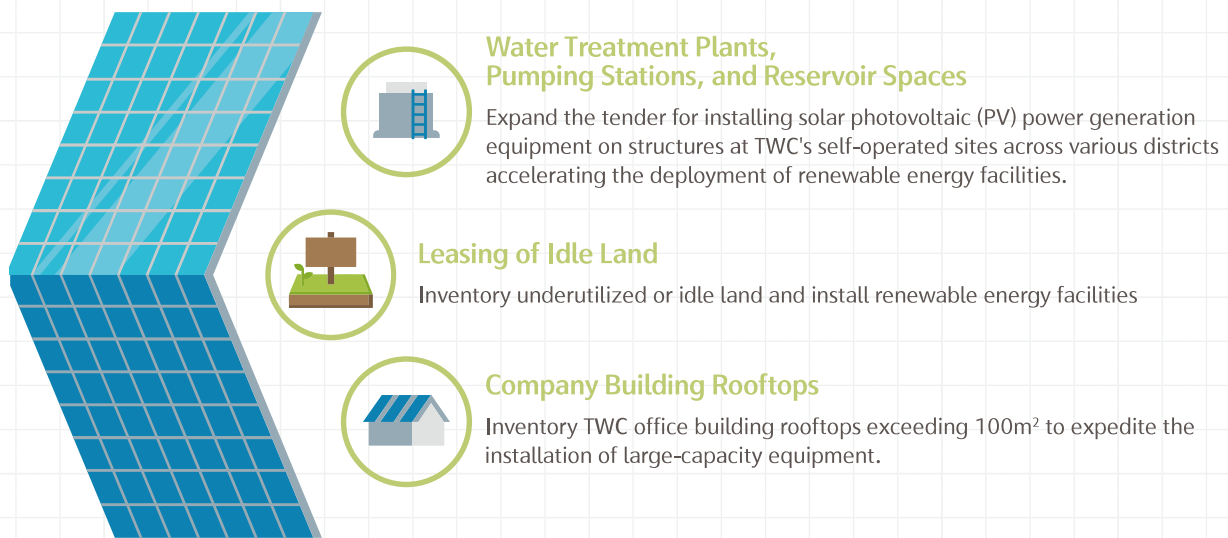 Water Treatment Plants,
Pumping Stations, and Reservoir Spaces
Expand the tender for installing solar photovoltaic (PV) power generation
equipment on structures at TWC's self-operated sites across various districts
accelerating the deployment of renewable energy facilities.
Leasing of Idle Land
Inventory underutilized or idle land and install renewable energy facilities
Company Building Rooftops
Inventory TWC office building rooftops exceeding 100m² to expedite the
installation of large-capacity equipment.